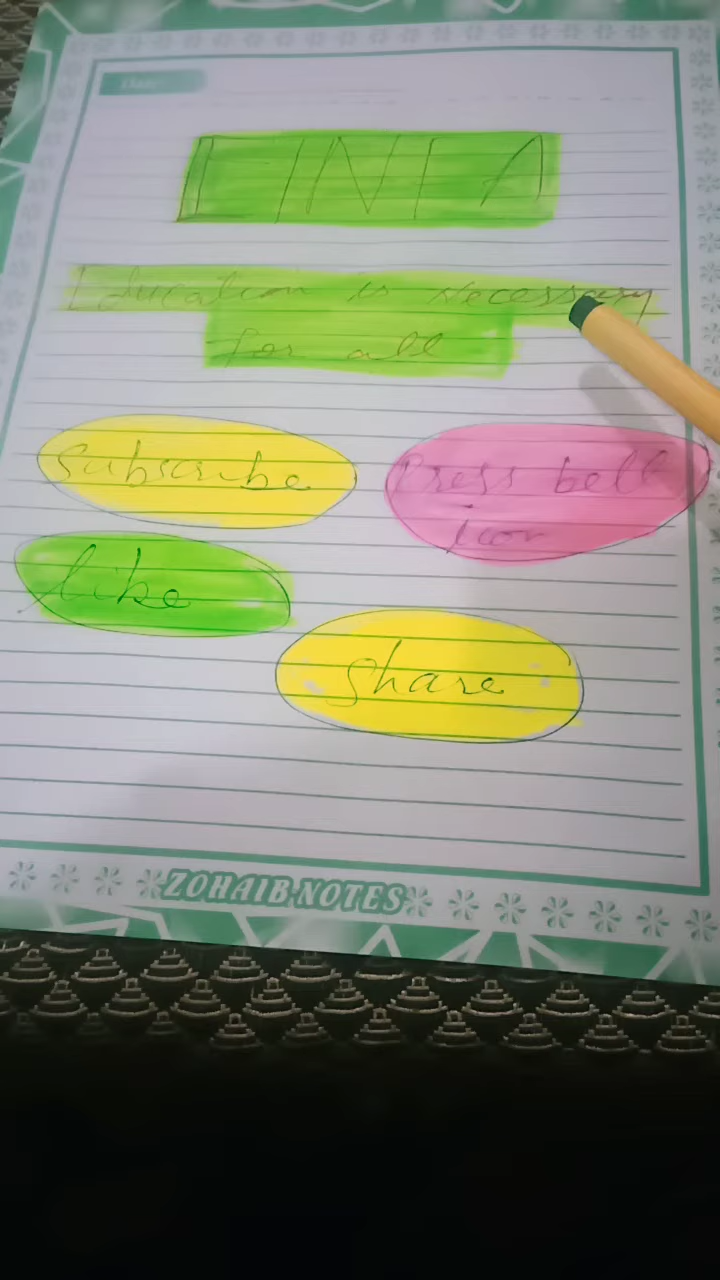 Education is Necessary
For all
Subscribe
Press bell
icon
like
Share
ZOHAIB NOTES